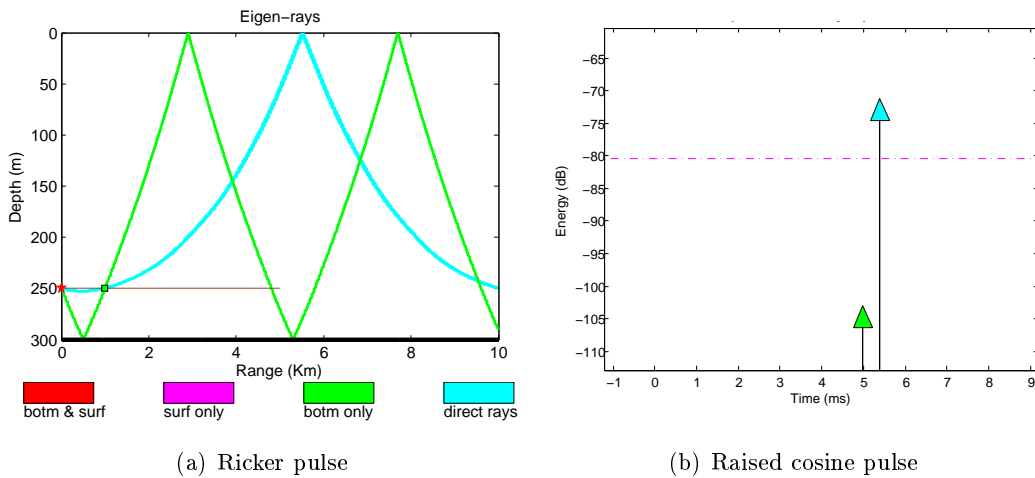 Eigen-rays
Depth (m)
0
50
100
150
200
250
300
0 2 4 6 8 10
Range (Km)
botm & surf
surf only
botm only
direct rays
(a) Ricker pulse
Energy (dB)
−65
−70
−75
−80
−85
−90
−95
−100
−105
−110
−1 0 1 2 3 4 5 6 7 8 9
Time (ms)
(b) Raised cosine pulse